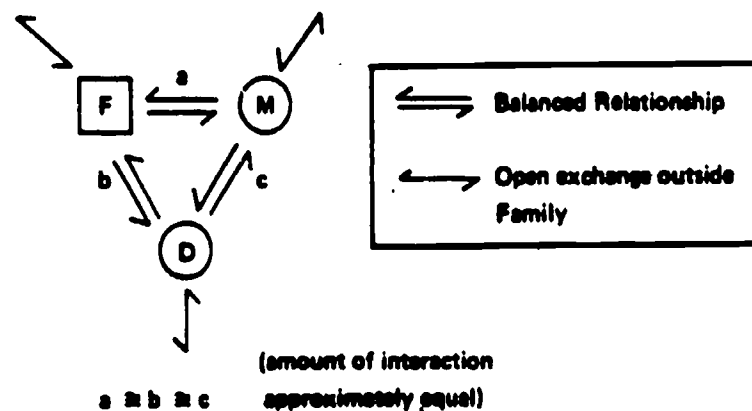 a
F
M
b
c
D
Balanced Relationship
Open exchange outside
Family
(amount of interaction
a ≅ b ≅ c approximately equal)